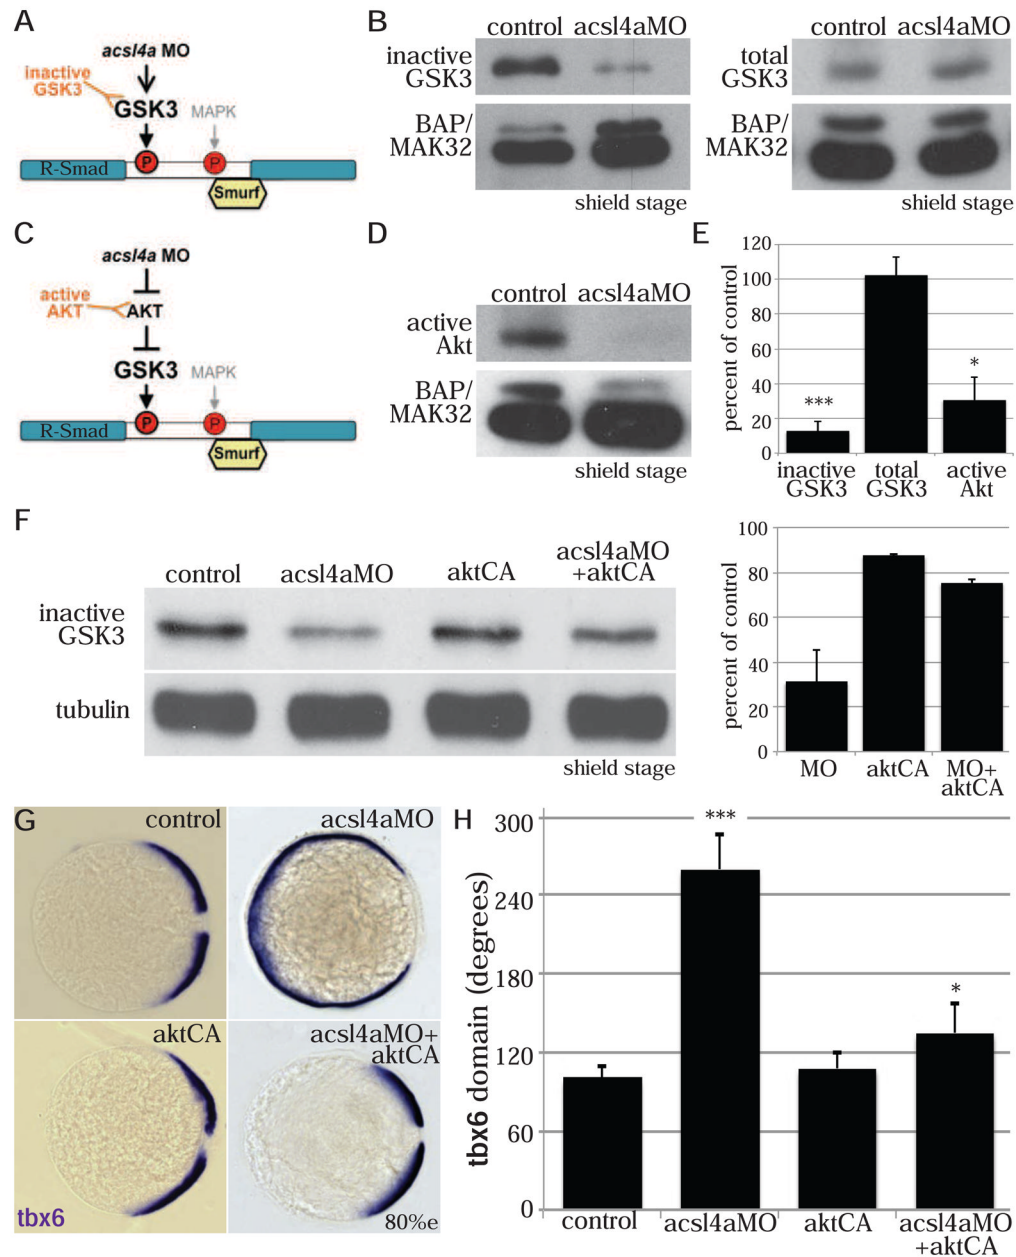 A
acsl4a MO
inactive
GSK3
GSK3
MAPK
P
P
R-Smad
Smurf
B
control acsl4aMO
inactive
GSK3
BAP/
MAK32
shield stage
control acsl4aMO
total
GSK3
BAP/
MAK32
shield stage
C
acsl4a MO
active
AKT
AKT
GSK3
MAPK
P
P
R-Smad
Smurf
D
control acsl4aMO
active
Akt
BAP/
MAK32
shield stage
E
percent of control
120
100
80
60
40
20
0
***
*
inactive
GSK3
total
GSK3
active
Akt
F
control
acsl4aMO
aktCA
acsl4aMO
+aktCA
inactive
GSK3
tubulin
shield stage
percent of control
100
80
60
40
20
0
MO
aktCA
MO+
aktCA
G
control
acsl4aMO
aktCA
acsl4aMO+
aktCA
tbx6
80%e
H
tbx6 domain (degrees)
300
240
180
120
60
0
***
*
control
acsl4aMO
aktCA
acsl4aMO
+aktCA